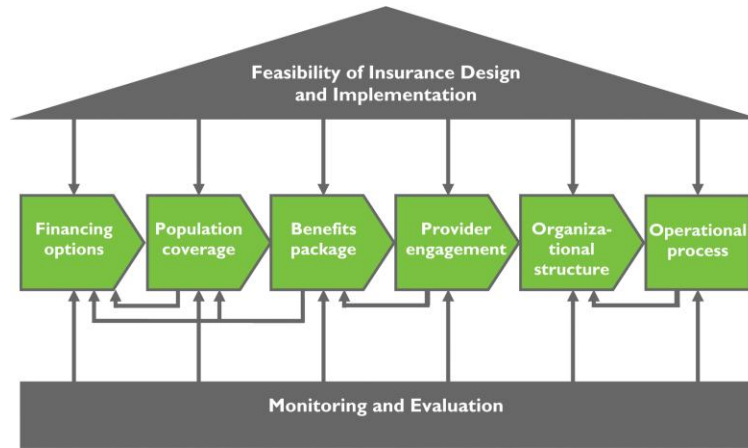 Feasibility of Insurance Design
and Implementation
Financing
options
Population
coverage
Benefits
package
Provider
engagement
Organiza-
tional
structure
Operational
process
Monitoring and Evaluation